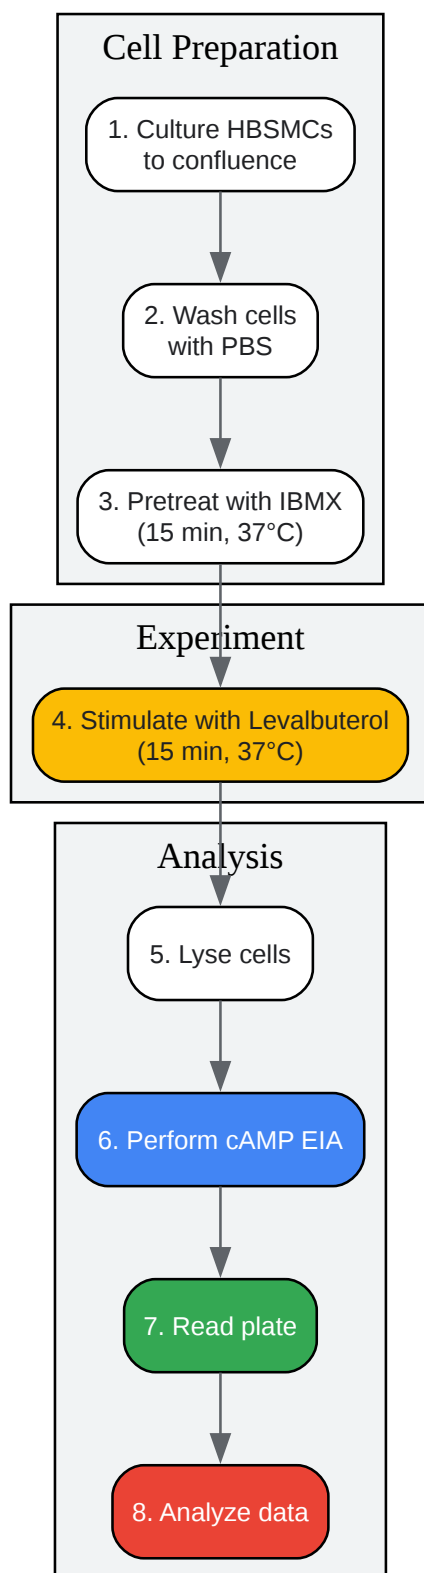 Cell Preparation
1. Culture HBSMCs
to confluence
2. Wash cells
with PBS
3. Pretreat with IBMX
(15 min, 37°C)
Experiment
4. Stimulate with Levalbuterol
(15 min, 37°C)
Analysis
5. Lyse cells
6. Perform cAMP EIA
7. Read plate
8. Analyze data